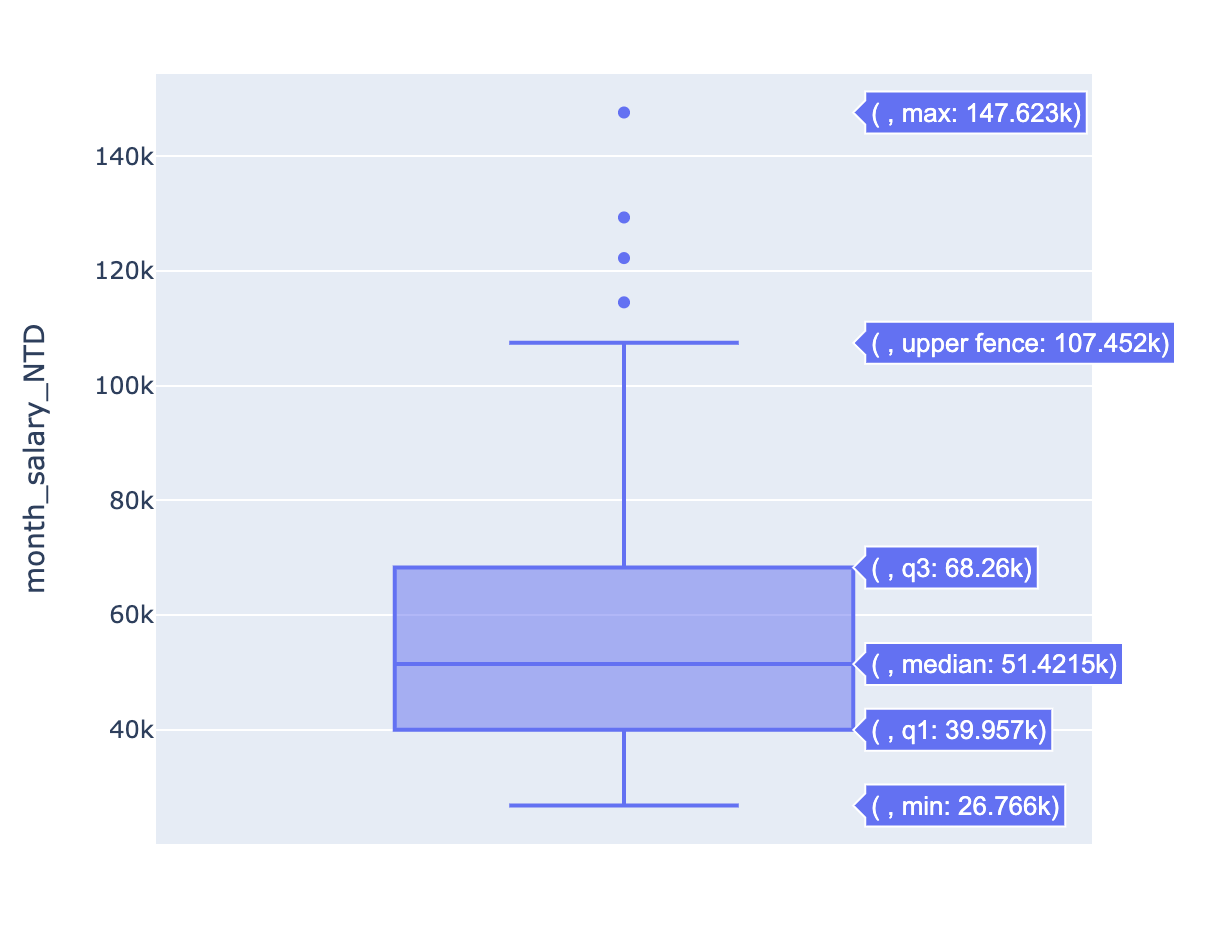 month_salary_NTD
140k
120k
100k
80k
60k
40k
( , max: 147.623k)
( , upper fence: 107.452k)
( , q3: 68.26k)
( , median: 51.4215k)
( , q1: 39.957k)
( , min: 26.766k)